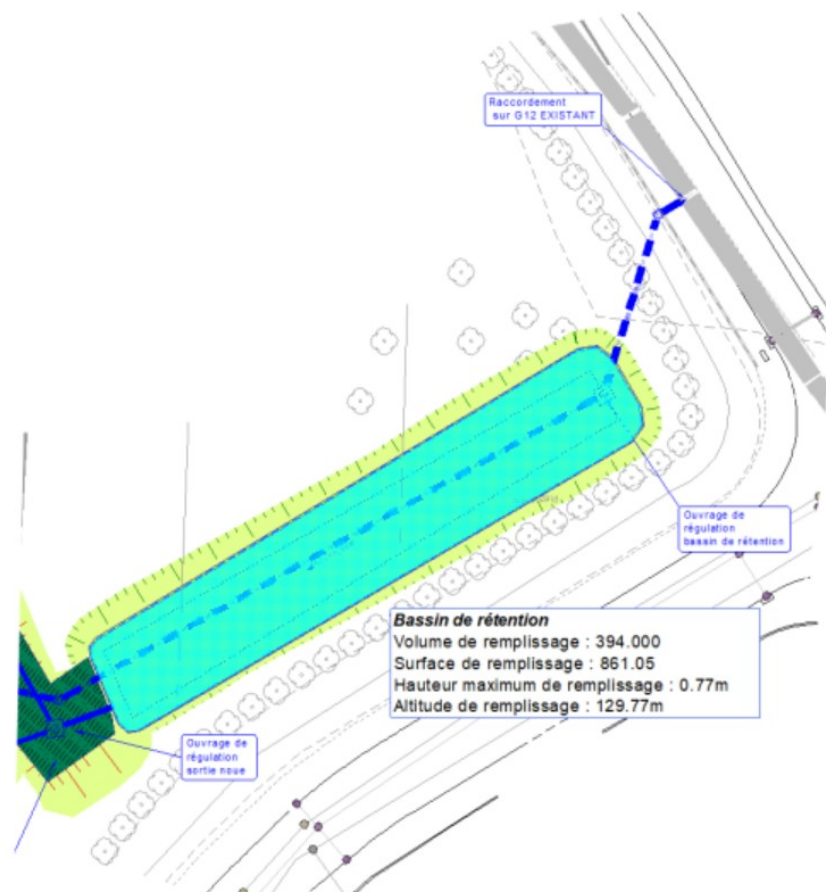 Raccordement
sur G12 EXISTANT
Ouvrage de
régulation
bassin de rétention
Bassin de rétention
Volume de remplissage : 394.000
Surface de remplissage : 861.05
Hauteur maximum de remplissage : 0.77m
Altitude de remplissage : 129.77m
Ouvrage de
régulation
sortie noue